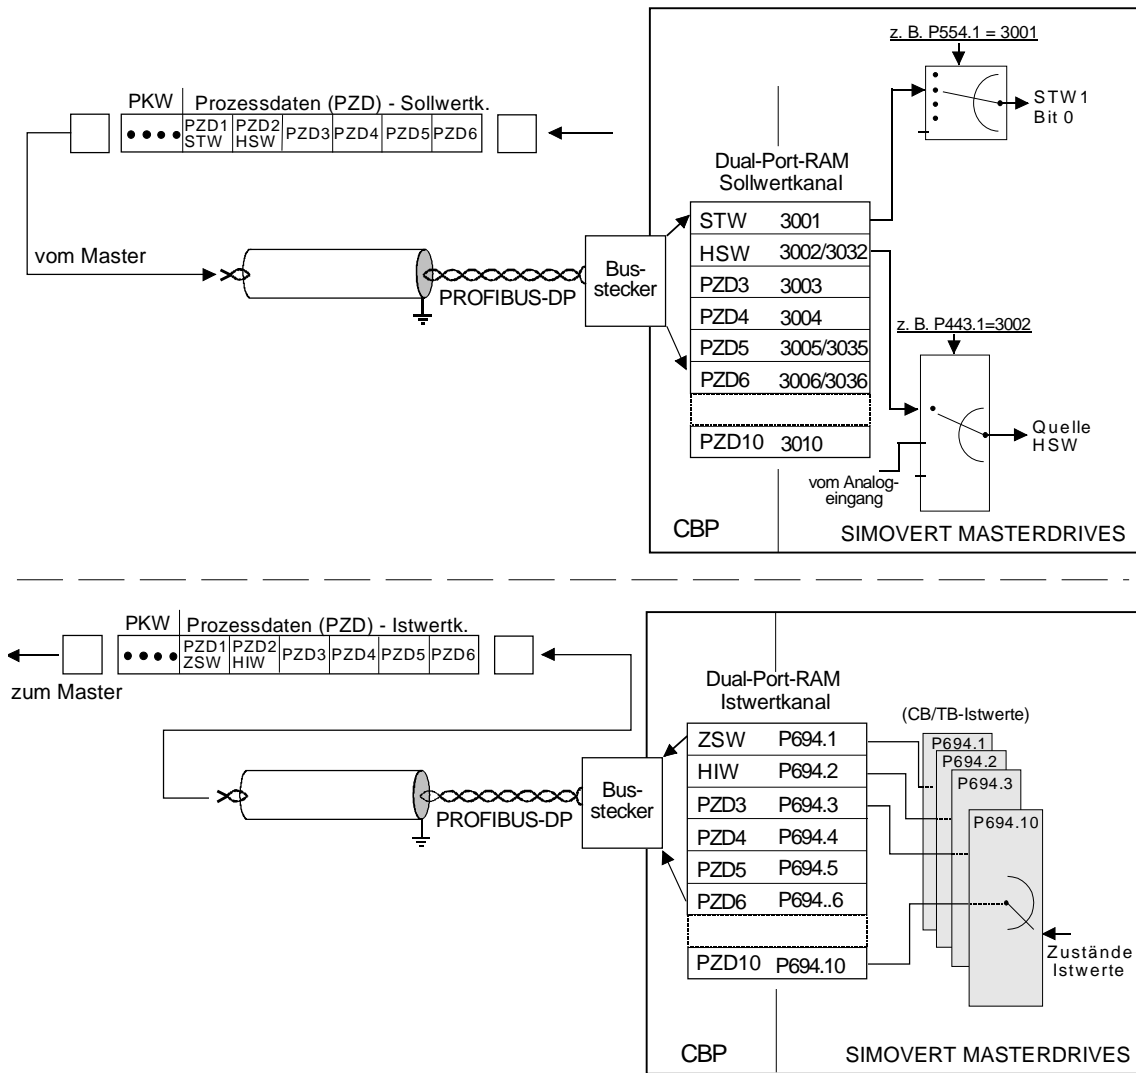 z. B. P554.1 = 3001
PKW Prozessdaten (PZD) - Sollwertk.
PZD1 STW
PZD2 HSW
PZD3
PZD4
PZD5
PZD6
STW1
Bit 0
Dual-Port-RAM
Sollwertkanal
STW 3001
HSW 3002/3032
PZD3 3003
PZD4 3004
PZD5 3005/3035
PZD6 3006/3036
PZD10 3010
vom Master
PROFIBUS-DP
Bus-
stecker
z. B. P443.1=3002
Quelle
HSW
vom Analog-
eingang
CBP
SIMOVERT MASTERDRIVES
PKW Prozessdaten (PZD) - Istwertk.
PZD1 ZSW
PZD2 HIW
PZD3
PZD4
PZD5
PZD6
zum Master
Dual-Port-RAM
Istwertkanal
ZSW P694.1
HIW P694.2
PZD3 P694.3
PZD4 P694.4
PZD5 P694.5
PZD6 P694..6
PZD10 P694.10
(CB/TB-Istwerte)
P694.1
P694.2
P694.3
P694.10
PROFIBUS-DP
Bus-
stecker
Zustände
Istwerte
CBP
SIMOVERT MASTERDRIVES